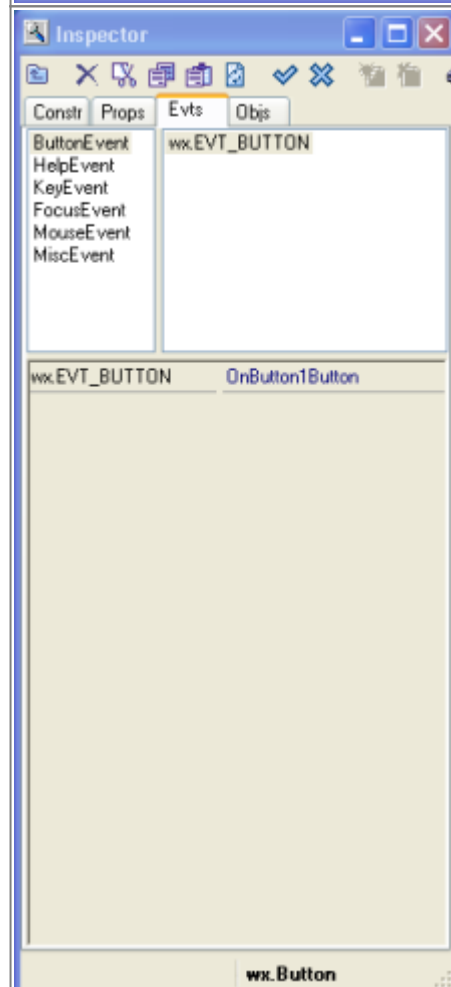 Inspector
Constr Props Evts Objs
ButtonEvent wx.EVT_BUTTON
HelpEvent
KeyEvent
FocusEvent
MouseEvent
MiscEvent
wx.EVT_BUTTON OnButton1Button
wx.Button